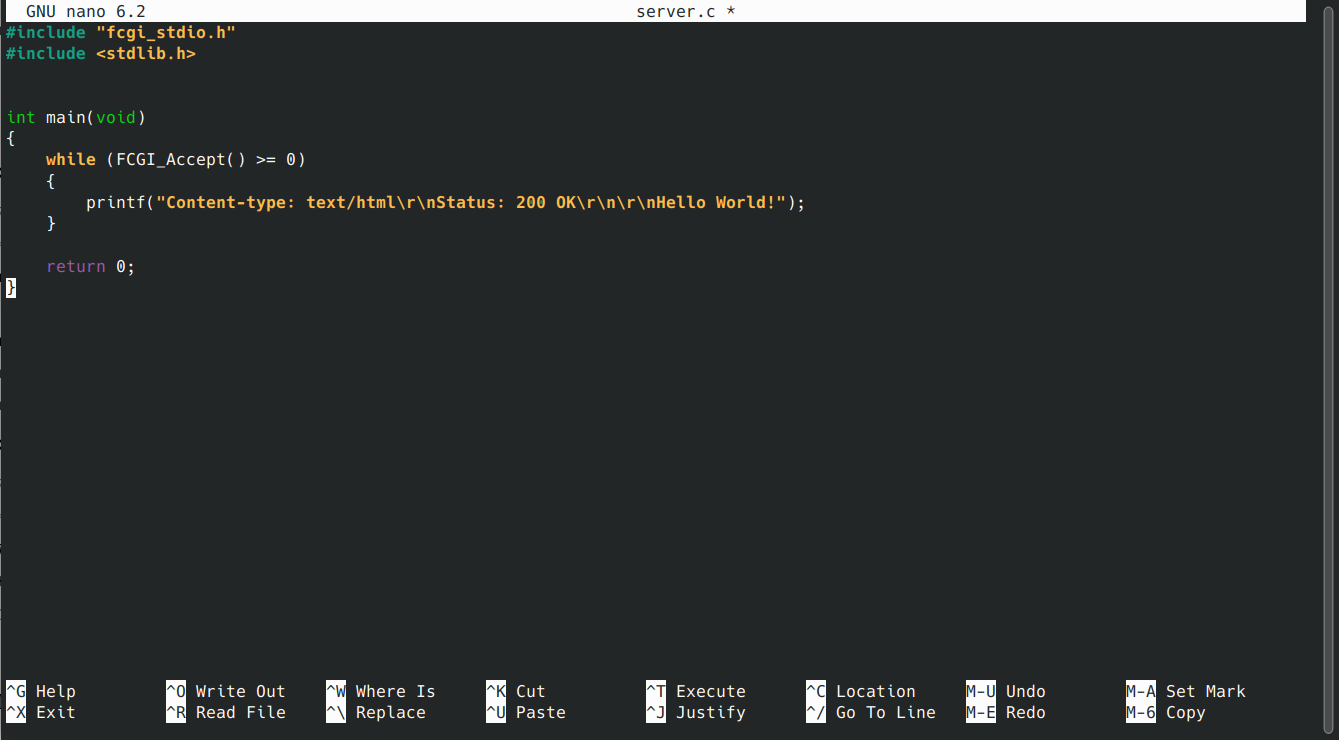 GNU nano 6.2 server.c *
#include "fcgi_stdio.h"
#include <stdlib.h>
int main(void)
{
    while (FCGI_Accept() >= 0)
    {
        printf("Content-type: text/html\r\nStatus: 200 OK\r\n\r\nHello World!");
    }
    return 0;
}
^G Help ^O Write Out ^W Where Is ^K Cut ^T Execute ^C Location M-U Undo M-A Set Mark
^X Exit ^R Read File ^\ Replace ^U Paste ^J Justify ^/ Go To Line M-E Redo M-6 Copy